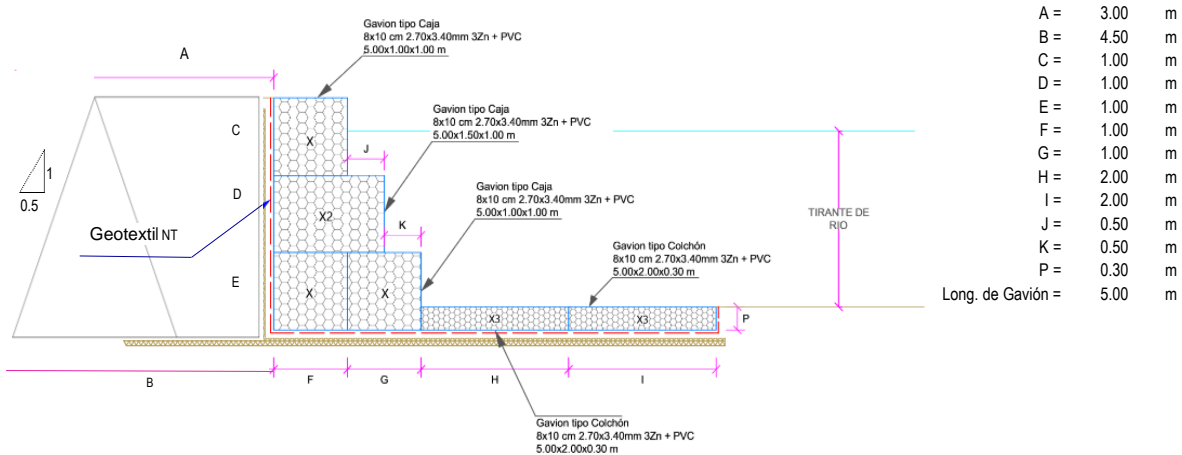 Gavion tipo Caja
8x10 cm 2.70x3.40mm 3Zn + PVC
5.00x1.00x1.00 m
A
C
X
Gavion tipo Caja
8x10 cm 2.70x3.40mm 3Zn + PVC
5.00x1.50x1.00 m
J
1
0.5
D
X2
Gavion tipo Caja
8x10 cm 2.70x3.40mm 3Zn + PVC
5.00x1.00x1.00 m
K
TIRANTE DE
RIO
Geotextil NT
Gavion tipo Colchón
8x10 cm 2.70x3.40mm 3Zn + PVC
5.00x2.00x0.30 m
E
X
X
X3
X3
P
B
F
G
H
I
Gavion tipo Colchón
8x10 cm 2.70x3.40mm 3Zn + PVC
5.00x2.00x0.30 m
A = 3.00 m
B = 4.50 m
C = 1.00 m
D = 1.00 m
E = 1.00 m
F = 1.00 m
G = 1.00 m
H = 2.00 m
I = 2.00 m
J = 0.50 m
K = 0.50 m
P = 0.30 m
Long. de Gavión = 5.00 m